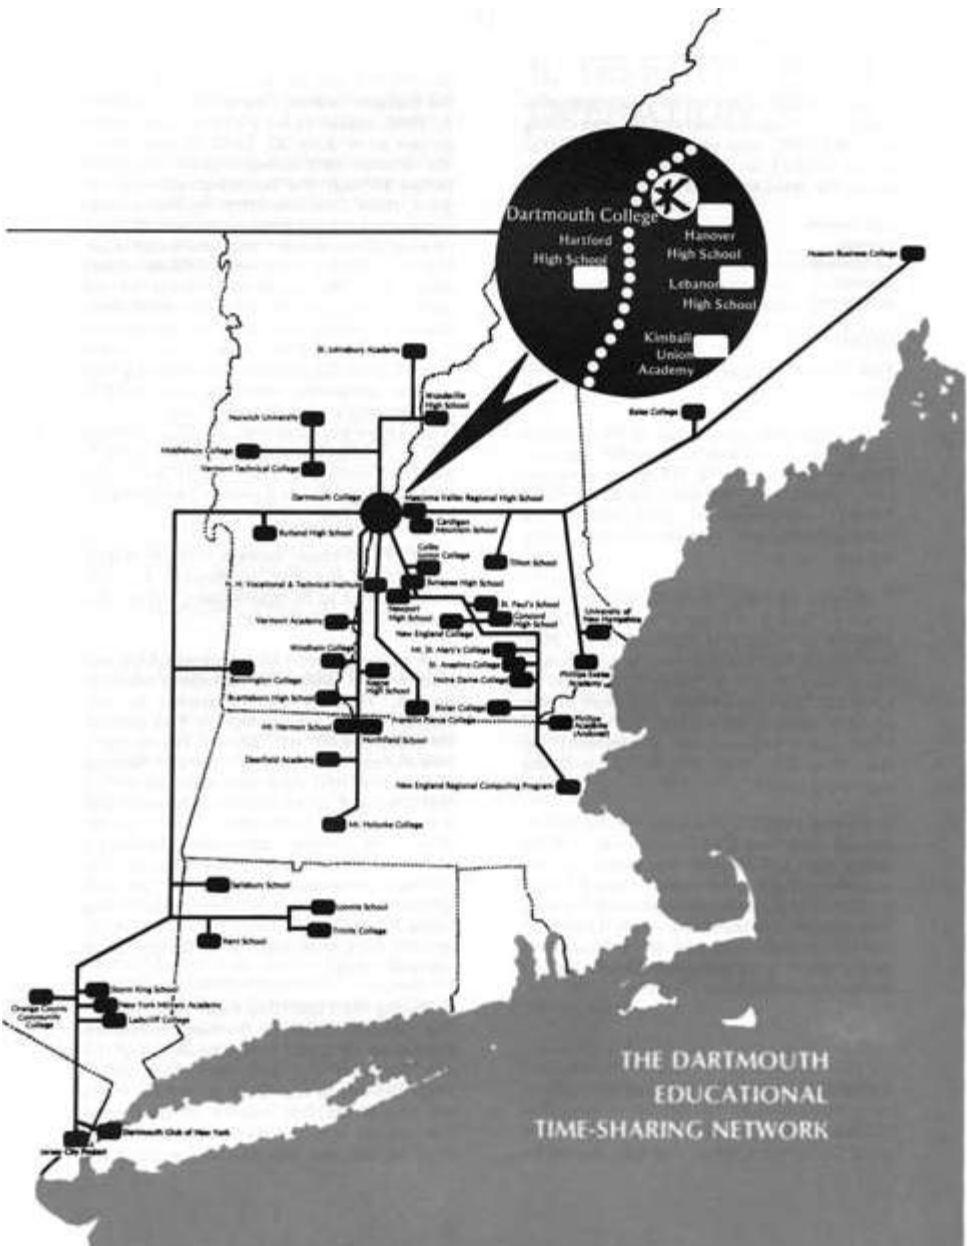 K
Dartmouth College
Hanover
High School
Hartford
High School
Lebanon
High School
Kimball
Union
Academy
Husson Business College
St. Johnsbury Academy
Woodsville
High School
Bates College
Norwich University
Middlebury College
Vermont Technical College
Dartmouth College
Mascoma Valley Regional High School
Cardigan
Mountain School
Rutland High School
Colby
Junior College
Tilton School
N. H. Vocational & Technical Institute
Sunapee High School
Newport
High School
St. Paul's School
Concord
High School
University of
New Hampshire
Vermont Academy
New England College
Windham College
Mt. St. Mary's College
St. Anselms College
Bennington College
Keene
High School
Notre Dame College
Phillips Exeter
Academy
Brattleboro High School
Rivier College
Franklin Pierce College
Mt. Hermon School
Northfield School
Phillips
Academy
(Andover)
Deerfield Academy
New England Regional Computing Program
Mt. Holyoke College
Salisbury School
Loomis School
Trinity College
Kent School
Storm King School
New York Military Academy
Orange County
Community
College
Ladycliff College
Dartmouth Club of New York
Jersey City Project
THE DARTMOUTH
EDUCATIONAL
TIME-SHARING NETWORK